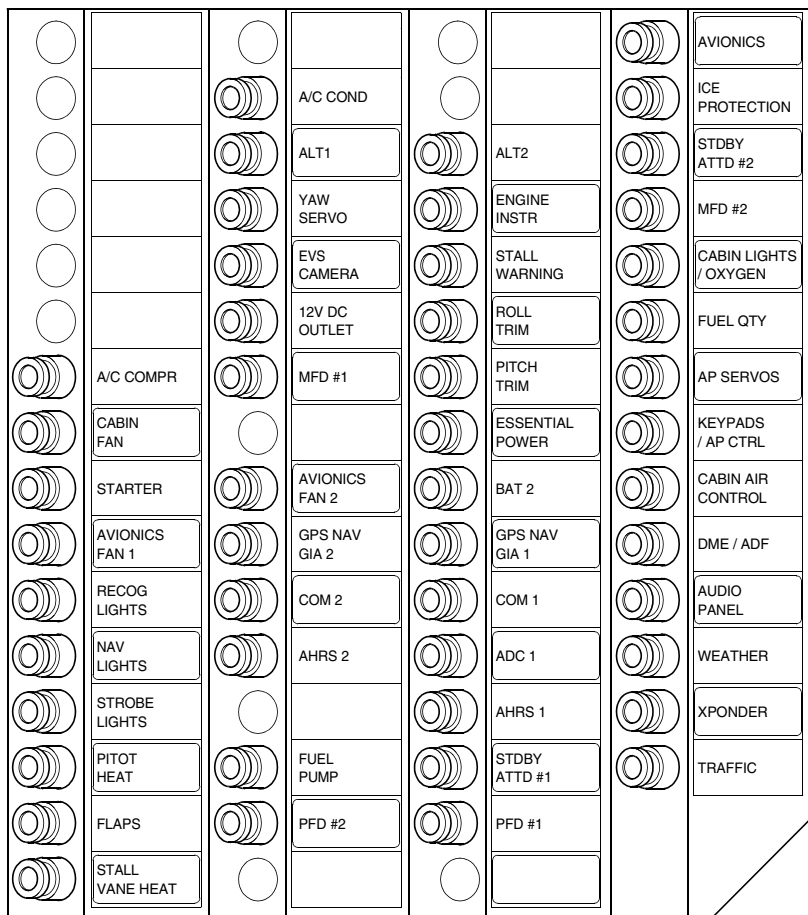 A/C COMPR
CABIN
FAN
STARTER
AVIONICS
FAN 1
RECOG
LIGHTS
NAV
LIGHTS
STROBE
LIGHTS
PITOT
HEAT
FLAPS
STALL
VANE HEAT
A/C COND
ALT1
YAW
SERVO
EVS
CAMERA
12V DC
OUTLET
MFD #1
AVIONICS
FAN 2
GPS NAV
GIA 2
COM 2
AHRS 2
FUEL
PUMP
PFD #2
ALT2
ENGINE
INSTR
STALL
WARNING
ROLL
TRIM
PITCH
TRIM
ESSENTIAL
POWER
BAT 2
GPS NAV
GIA 1
COM 1
ADC 1
AHRS 1
STDBY
ATTD #1
PFD #1
AVIONICS
ICE
PROTECTION
STDBY
ATTD #2
MFD #2
CABIN LIGHTS
/ OXYGEN
FUEL QTY
AP SERVOS
KEYPADS
/ AP CTRL
CABIN AIR
CONTROL
DME / ADF
AUDIO
PANEL
WEATHER
XPONDER
TRAFFIC